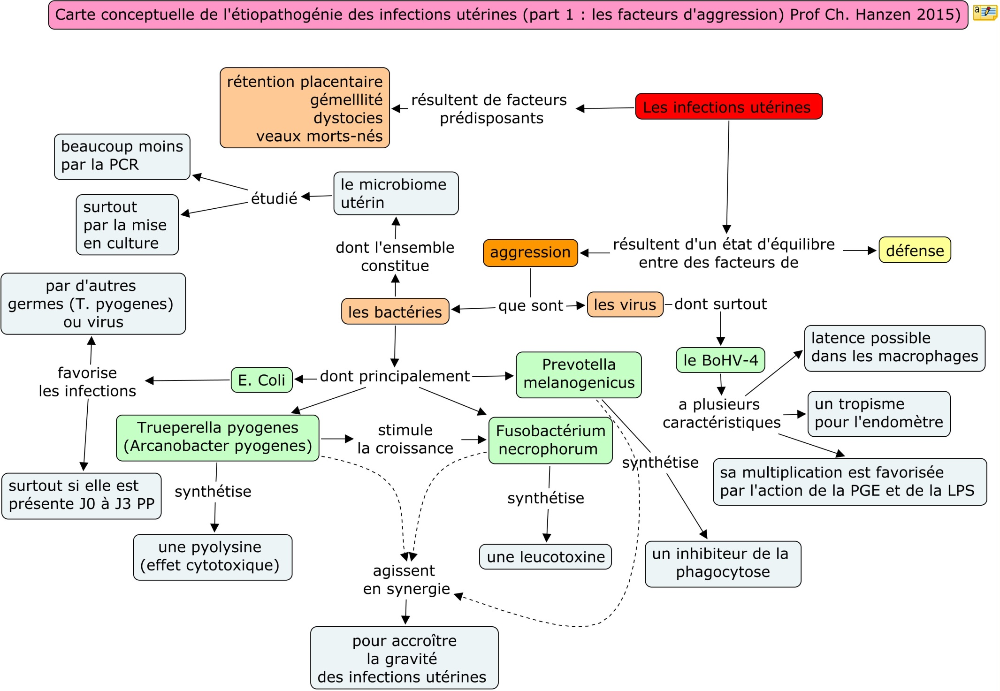 Carte conceptuelle de l'étiopathogénie des infections utérines (part 1 : les facteurs d'aggression) Prof Ch. Hanzen 2015)
a
rétention placentaire
gémelllité
dystocies
veaux morts-nés
résultent de facteurs
prédisposants
Les infections utérines
beaucoup moins
par la PCR
surtout
par la mise
en culture
étudié
le microbiome
utérin
dont l'ensemble
constitue
aggression
résultent d'un état d'équilibre
entre des facteurs de
défense
par d'autres
germes (T. pyogenes)
ou virus
les bactéries
que sont
les virus
dont surtout
latence possible
dans les macrophages
le BoHV-4
favorise
les infections
E. Coli
dont principalement
Prevotella
melanogenicus
a plusieurs
caractéristiques
un tropisme
pour l'endomètre
Trueperella pyogenes
(Arcanobacter pyogenes)
stimule
la croissance
Fusobactérium
necrophorum
synthétise
sa multiplication est favorisée
par l'action de la PGE et de la LPS
surtout si elle est
présente J0 à J3 PP
synthétise
synthétise
une pyolysine
(effet cytotoxique)
une leucotoxine
un inhibiteur de la
phagocytose
agissent
en synergie
pour accroître
la gravité
des infections utérines